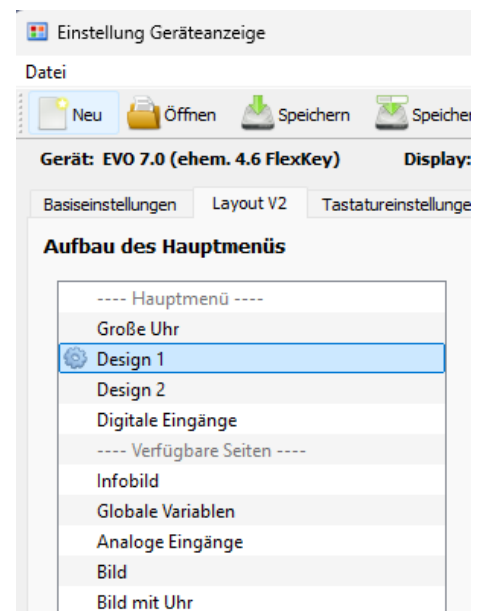 Einstellung Geräteanzeige
Datei
Neu Öffnen Speichern Speicher
Gerät: EVO 7.0 (ehem. 4.6 FlexKey) Display:
Basiseinstellungen Layout V2 Tastatureinstellunge
Aufbau des Hauptmenüs
---- Hauptmenü ----
Große Uhr
Design 1
Design 2
Digitale Eingänge
---- Verfügbare Seiten ----
Infobild
Globale Variablen
Analoge Eingänge
Bild
Bild mit Uhr